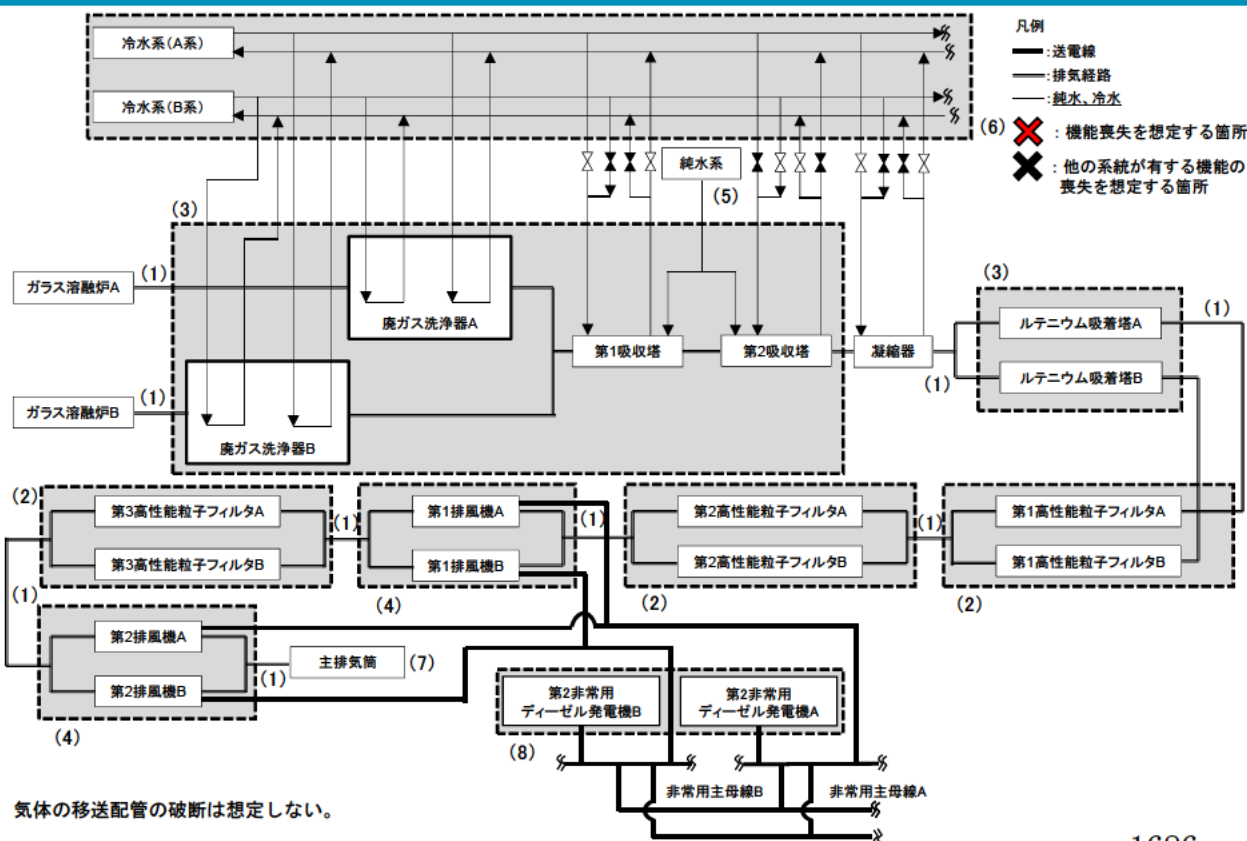 冷水系(A系)
冷水系(B系)
凡例
:送電線
:排気経路
:純水、冷水
:機能喪失を想定する箇所
:他の系統が有する機能の
喪失を想定する箇所
(6)
純水系
(5)
(3)
ガラス溶融炉A
(1)
廃ガス洗浄器A
ガラス溶融炉B
(1)
廃ガス洗浄器B
第1吸収塔
第2吸収塔
凝縮器
(1)
(3)
ルテニウム吸着塔A
ルテニウム吸着塔B
(1)
(2)
第3高性能粒子フィルタA
第3高性能粒子フィルタB
(1)
第1排風機A
第1排風機B
(4)
(1)
第2高性能粒子フィルタA
第2高性能粒子フィルタB
(2)
(1)
第1高性能粒子フィルタA
第1高性能粒子フィルタB
(2)
(1)
第2排風機A
第2排風機B
(4)
(1)
主排気筒
(7)
第2非常用
ディーゼル発電機B
第2非常用
ディーゼル発電機A
(8)
非常用主母線B
非常用主母線A
気体の移送配管の破断は想定しない。